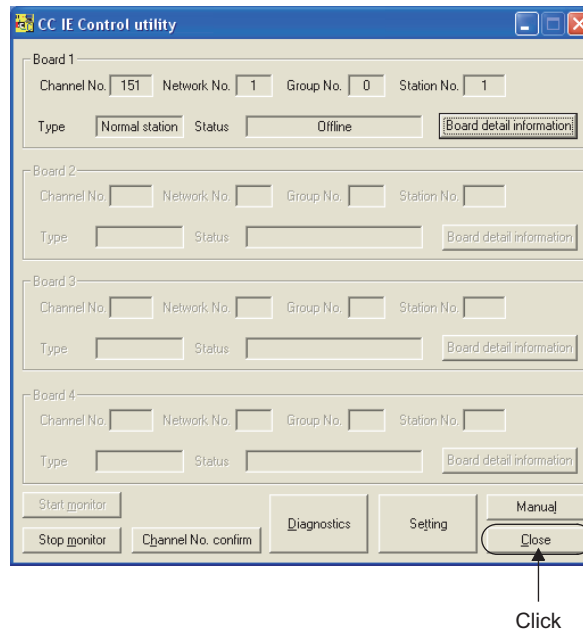 CC IE Control utility
Board 1
Channel No. 151 Network No. 1 Group No. 0 Station No. 1
Type Normal station Status Offline Board detail information
Board 2
Channel No. Network No. Group No. Station No.
Type Status Board detail information
Board 3
Channel No. Network No. Group No. Station No.
Type Status Board detail information
Board 4
Channel No. Network No. Group No. Station No.
Type Status Board detail information
Start monitor Diagnostics Setting Manual
Stop monitor Channel No. confirm Close
Click